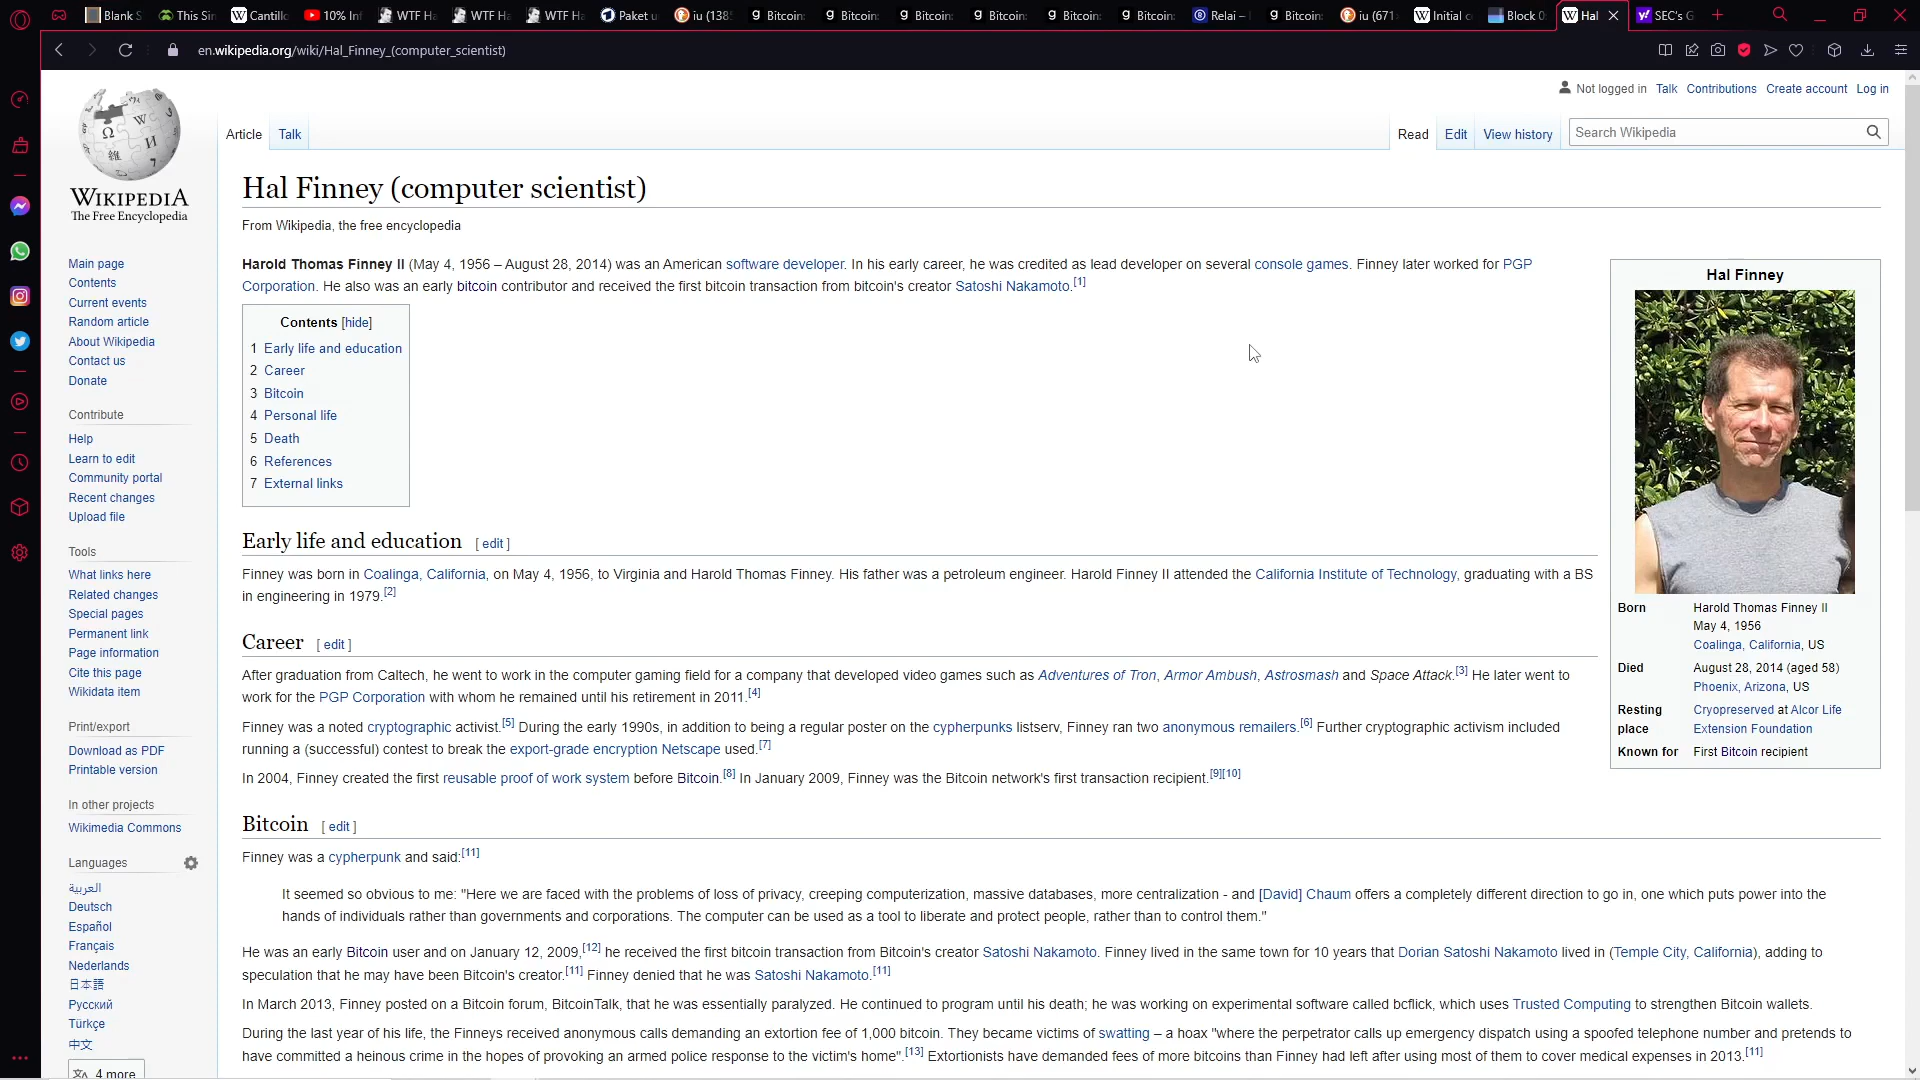 Blank S
This Sin
Cantillo
10% Inf
WTF Ha
WTF Ha
WTF Ha
Paket u
iu (138
Bitcoin:
Bitcoin:
Bitcoin:
Bitcoin:
Bitcoin:
Bitcoin:
Relai –
Bitcoin:
iu (671
Initial c
Block 0
Hal
SEC's G
en.wikipedia.org/wiki/Hal_Finney_(computer_scientist)
Not logged in Talk Contributions Create account Log in
Article Talk
Read Edit View history Search Wikipedia
WIKIPEDIA
The Free Encyclopedia
Main page
Contents
Current events
Random article
About Wikipedia
Contact us
Donate
Contribute
Help
Learn to edit
Community portal
Recent changes
Upload file
Tools
What links here
Related changes
Special pages
Permanent link
Page information
Cite this page
Wikidata item
Print/export
Download as PDF
Printable version
In other projects
Wikimedia Commons
Languages
العربية
Deutsch
Español
Français
Nederlands
日本語
Русский
Türkçe
中文
4 more
Hal Finney (computer scientist)
From Wikipedia, the free encyclopedia
Harold Thomas Finney II (May 4, 1956 – August 28, 2014) was an American software developer. In his early career, he was credited as lead developer on several console games. Finney later worked for PGP
Corporation. He also was an early bitcoin contributor and received the first bitcoin transaction from bitcoin's creator Satoshi Nakamoto.[1]
Contents [hide]
1 Early life and education
2 Career
3 Bitcoin
4 Personal life
5 Death
6 References
7 External links
Early life and education [ edit ]
Finney was born in Coalinga, California, on May 4, 1956, to Virginia and Harold Thomas Finney. His father was a petroleum engineer. Harold Finney II attended the California Institute of Technology, graduating with a BS
in engineering in 1979.[2]
Career [ edit ]
After graduation from Caltech, he went to work in the computer gaming field for a company that developed video games such as Adventures of Tron, Armor Ambush, Astrosmash and Space Attack.[3] He later went to
work for the PGP Corporation with whom he remained until his retirement in 2011.[4]
Finney was a noted cryptographic activist.[5] During the early 1990s, in addition to being a regular poster on the cypherpunks listserv, Finney ran two anonymous remailers.[6] Further cryptographic activism included
running a (successful) contest to break the export-grade encryption Netscape used.[7]
In 2004, Finney created the first reusable proof of work system before Bitcoin.[8] In January 2009, Finney was the Bitcoin network's first transaction recipient.[9][10]
Bitcoin [ edit ]
Finney was a cypherpunk and said:[11]
It seemed so obvious to me: "Here we are faced with the problems of loss of privacy, creeping computerization, massive databases, more centralization - and [David] Chaum offers a completely different direction to go in, one which puts power into the
hands of individuals rather than governments and corporations. The computer can be used as a tool to liberate and protect people, rather than to control them."
He was an early Bitcoin user and on January 12, 2009,[12] he received the first bitcoin transaction from Bitcoin's creator Satoshi Nakamoto. Finney lived in the same town for 10 years that Dorian Satoshi Nakamoto lived in (Temple City, California), adding to
speculation that he may have been Bitcoin's creator.[11] Finney denied that he was Satoshi Nakamoto.[11]
In March 2013, Finney posted on a Bitcoin forum, BitcoinTalk, that he was essentially paralyzed. He continued to program until his death; he was working on experimental software called bcflick, which uses Trusted Computing to strengthen Bitcoin wallets.
During the last year of his life, the Finneys received anonymous calls demanding an extortion fee of 1,000 bitcoin. They became victims of swatting – a hoax "where the perpetrator calls up emergency dispatch using a spoofed telephone number and pretends to
have committed a heinous crime in the hopes of provoking an armed police response to the victim's home".[13] Extortionists have demanded fees of more bitcoins than Finney had left after using most of them to cover medical expenses in 2013.[11]
Hal Finney
Born Harold Thomas Finney II
May 4, 1956
Coalinga, California, US
Died August 28, 2014 (aged 58)
Phoenix, Arizona, US
Resting place Cryopreserved at Alcor Life
Extension Foundation
Known for First Bitcoin recipient